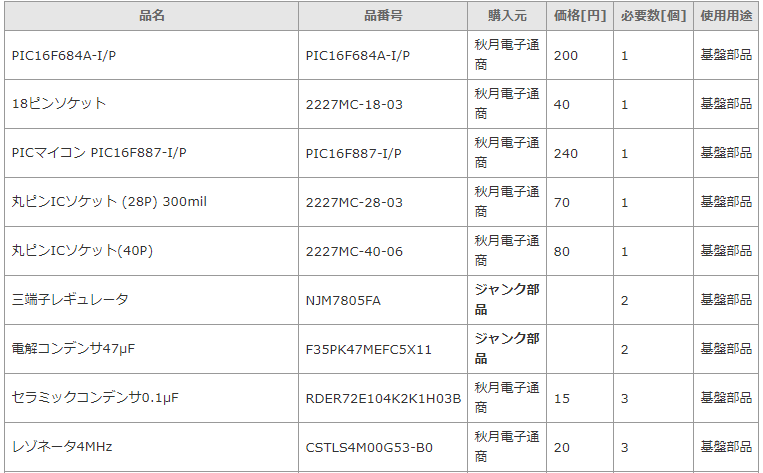 品名 品番号 購入元 価格[円] 必要数[個] 使用用途
PIC16F684A-I/P PIC16F684A-I/P 秋月電子通商 200 1 基盤部品
18ピンソケット 2227MC-18-03 秋月電子通商 40 1 基盤部品
PICマイコン PIC16F887-I/P PIC16F887-I/P 秋月電子通商 240 1 基盤部品
丸ピンICソケット (28P) 300mil 2227MC-28-03 秋月電子通商 70 1 基盤部品
丸ピンICソケット(40P) 2227MC-40-06 秋月電子通商 80 1 基盤部品
三端子レギュレータ NJM7805FA ジャンク部品 2 基盤部品
電解コンデンサ47μF F35PK47MEFC5X11 ジャンク部品 2 基盤部品
セラミックコンデンサ0.1μF RDER72E104K2K1H03B 秋月電子通商 15 3 基盤部品
レゾネータ4MHz CSTLS4M00G53-B0 秋月電子通商 20 3 基盤部品